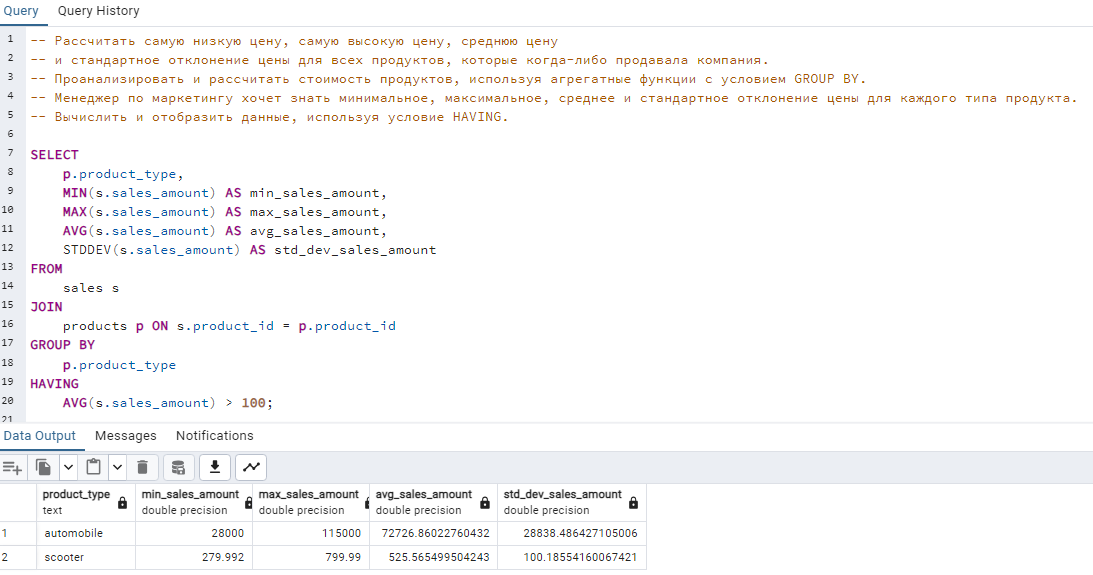 Query Query History
1 -- Рассчитать самую низкую цену, самую высокую цену, среднюю цену
2 -- и стандартное отклонение цены для всех продуктов, которые когда-либо продавала компания.
3 -- Проанализировать и рассчитать стоимость продуктов, используя агрегатные функции с условием GROUP BY.
4 -- Менеджер по маркетингу хочет знать минимальное, максимальное, среднее и стандартное отклонение цены для каждого типа продукта.
5 -- Вычислить и отобразить данные, используя условие HAVING.
6
7 SELECT
8 p.product_type,
9 MIN(s.sales_amount) AS min_sales_amount,
10 MAX(s.sales_amount) AS max_sales_amount,
11 AVG(s.sales_amount) AS avg_sales_amount,
12 STDDEV(s.sales_amount) AS std_dev_sales_amount
13 FROM
14 sales s
15 JOIN
16 products p ON s.product_id = p.product_id
17 GROUP BY
18 p.product_type
19 HAVING
20 AVG(s.sales_amount) > 100;
21
Data Output Messages Notifications
product_type min_sales_amount max_sales_amount avg_sales_amount std_dev_sales_amount
text double precision double precision double precision double precision
1 automobile 28000 115000 72726.86022760432 28838.486427105006
2 scooter 279.992 799.99 525.565499504243 100.18554160067421